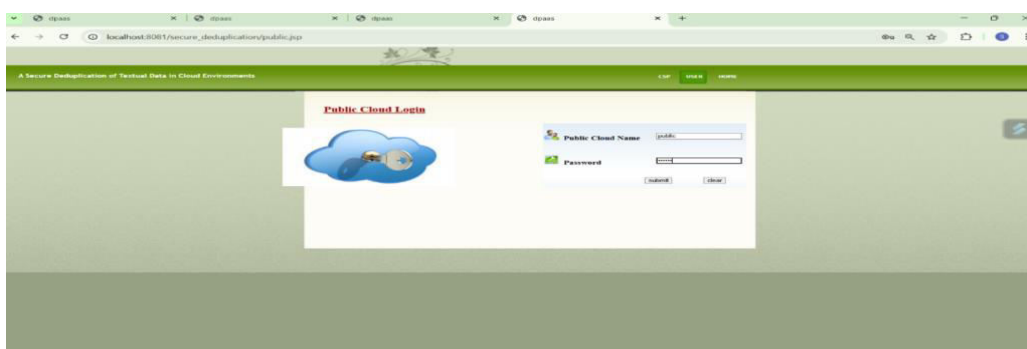 dpaas dpaas dpaas dpaas
localhost:8081/secure_deduplication/public.jsp
A Secure Deduplication of Textual Data in Cloud Environments CSP USER HOME
Public Cloud Login
Public Cloud Name public
Password
submit clear